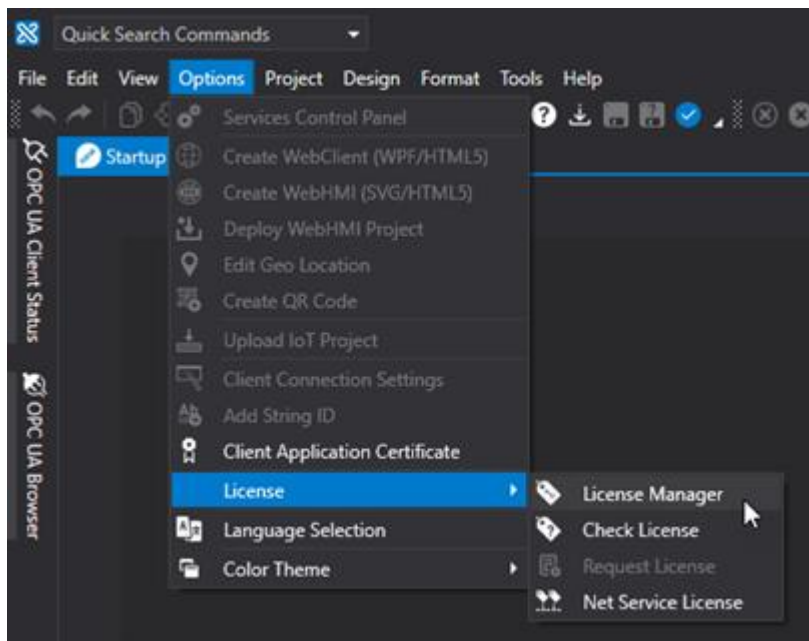 Quick Search Commands
File Edit View Options Project Design Format Tools Help
Startup
Services Control Panel
Create WebClient (WPF/HTML5)
Create WebHMI (SVG/HTML5)
Deploy WebHMI Project
Edit Geo Location
Create QR Code
Upload IoT Project
Client Connection Settings
Add String ID
Client Application Certificate
License
Language Selection
Color Theme
License Manager
Check License
Request License
Net Service License
OPC UA Client Status
OPC UA Browser